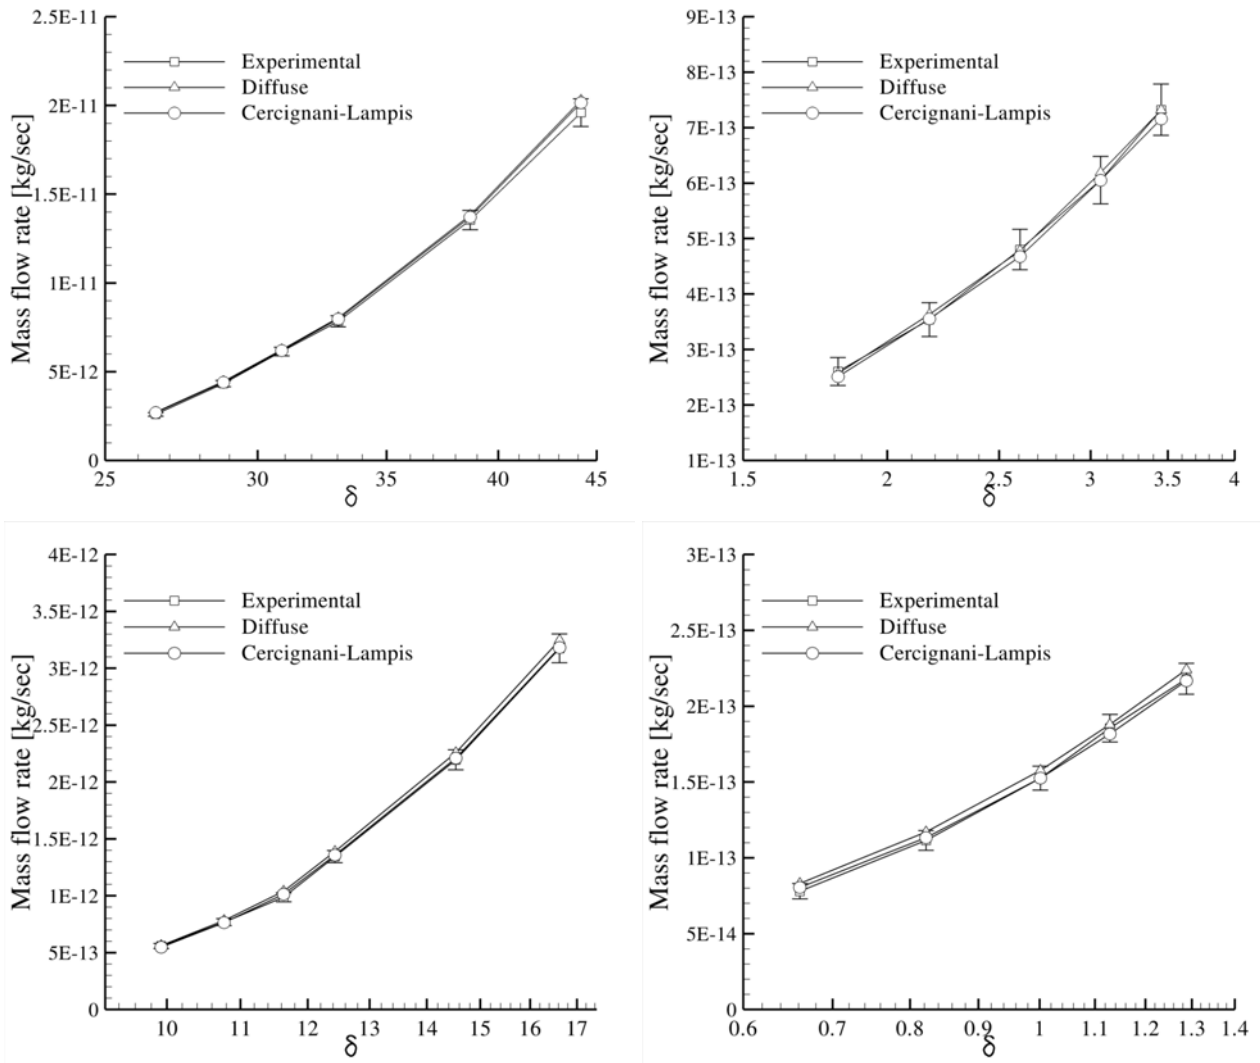 2.5E-11
2E-11
1.5E-11
1E-11
5E-12
0
Mass flow rate [kg/sec]
Experimental
Diffuse
Cercignani-Lampis
25 30 35 40 45
δ
9E-13
8E-13
7E-13
6E-13
5E-13
4E-13
3E-13
2E-13
1E-13
Mass flow rate [kg/sec]
Experimental
Diffuse
Cercignani-Lampis
1.5 2 2.5 3 3.5 4
δ
4E-12
3.5E-12
3E-12
2.5E-12
2E-12
1.5E-12
1E-12
5E-13
0
Mass flow rate [kg/sec]
Experimental
Diffuse
Cercignani-Lampis
10 11 12 13 14 15 16 17
δ
3E-13
2.5E-13
2E-13
1.5E-13
1E-13
5E-14
0
Mass flow rate [kg/sec]
Experimental
Diffuse
Cercignani-Lampis
0.6 0.7 0.8 0.9 1 1.1 1.2 1.3 1.4
δ